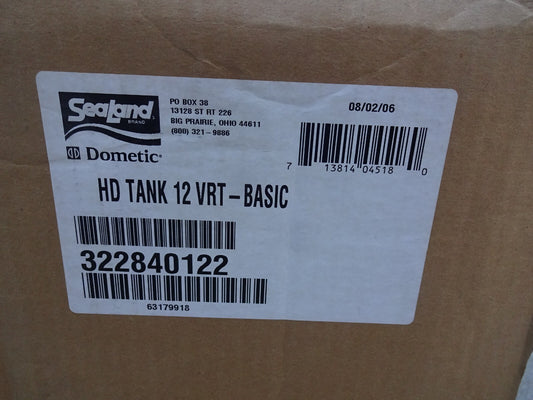 SeaLand
BRAND
PO BOX 38
13128 ST RT 226
BIG PRAIRIE, OHIO 44611
(800) 321-9886
08/02/06
Dometic®
7 13814 04518 0
HD TANK 12 VRT-BASIC
322840122
63179918